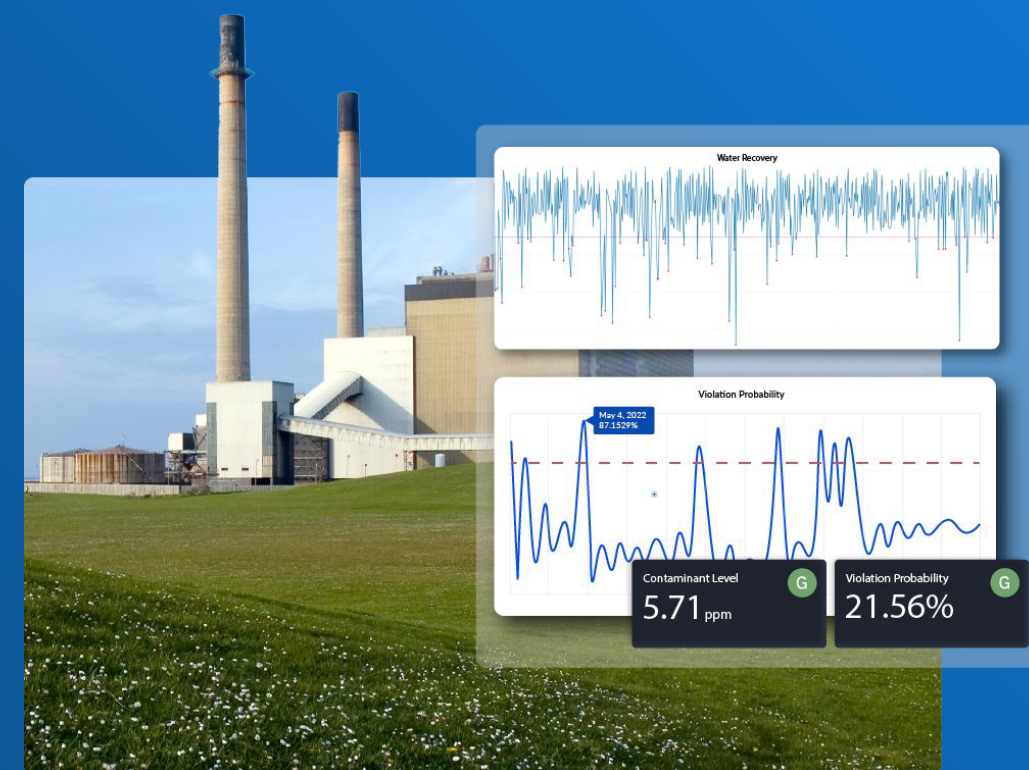 Water Recovery
Violation Probability
May 4, 2022
87.1529%
Contaminant Level
G
5.71 ppm
Violation Probability
G
21.56%